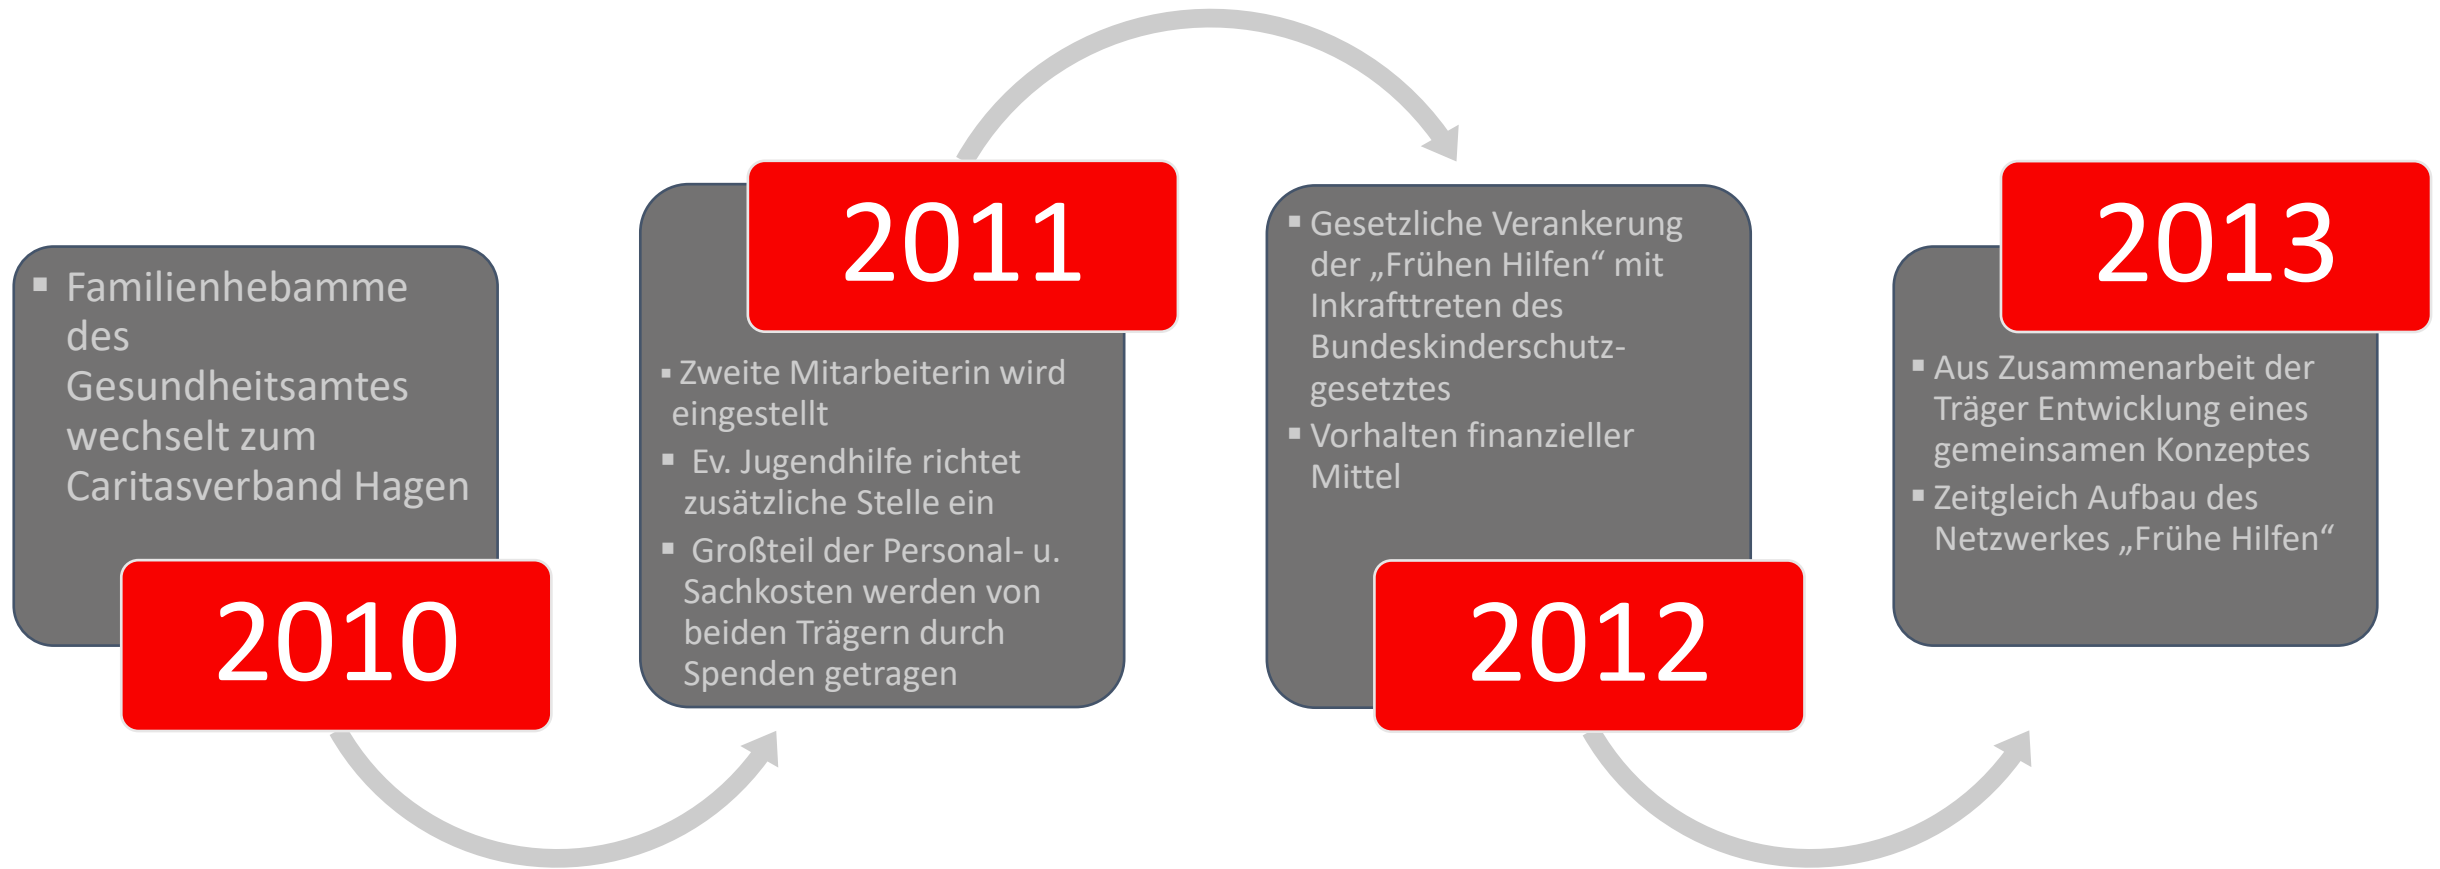 ▪ Familienhebamme
des
Gesundheitsamtes
wechselt zum
Caritasverband Hagen
2010
2011
▪ Zweite Mitarbeiterin wird
eingestellt
▪ Ev. Jugendhilfe richtet
zusätzliche Stelle ein
▪ Großteil der Personal- u.
Sachkosten werden von
beiden Trägern durch
Spenden getragen
▪ Gesetzliche Verankerung
der „Frühen Hilfen“ mit
Inkrafttreten des
Bundeskinderschutz-
gesetztes
▪ Vorhalten finanzieller
Mittel
2012
2013
▪ Aus Zusammenarbeit der
Träger Entwicklung eines
gemeinsamen Konzeptes
▪ Zeitgleich Aufbau des
Netzwerkes „Frühe Hilfen“